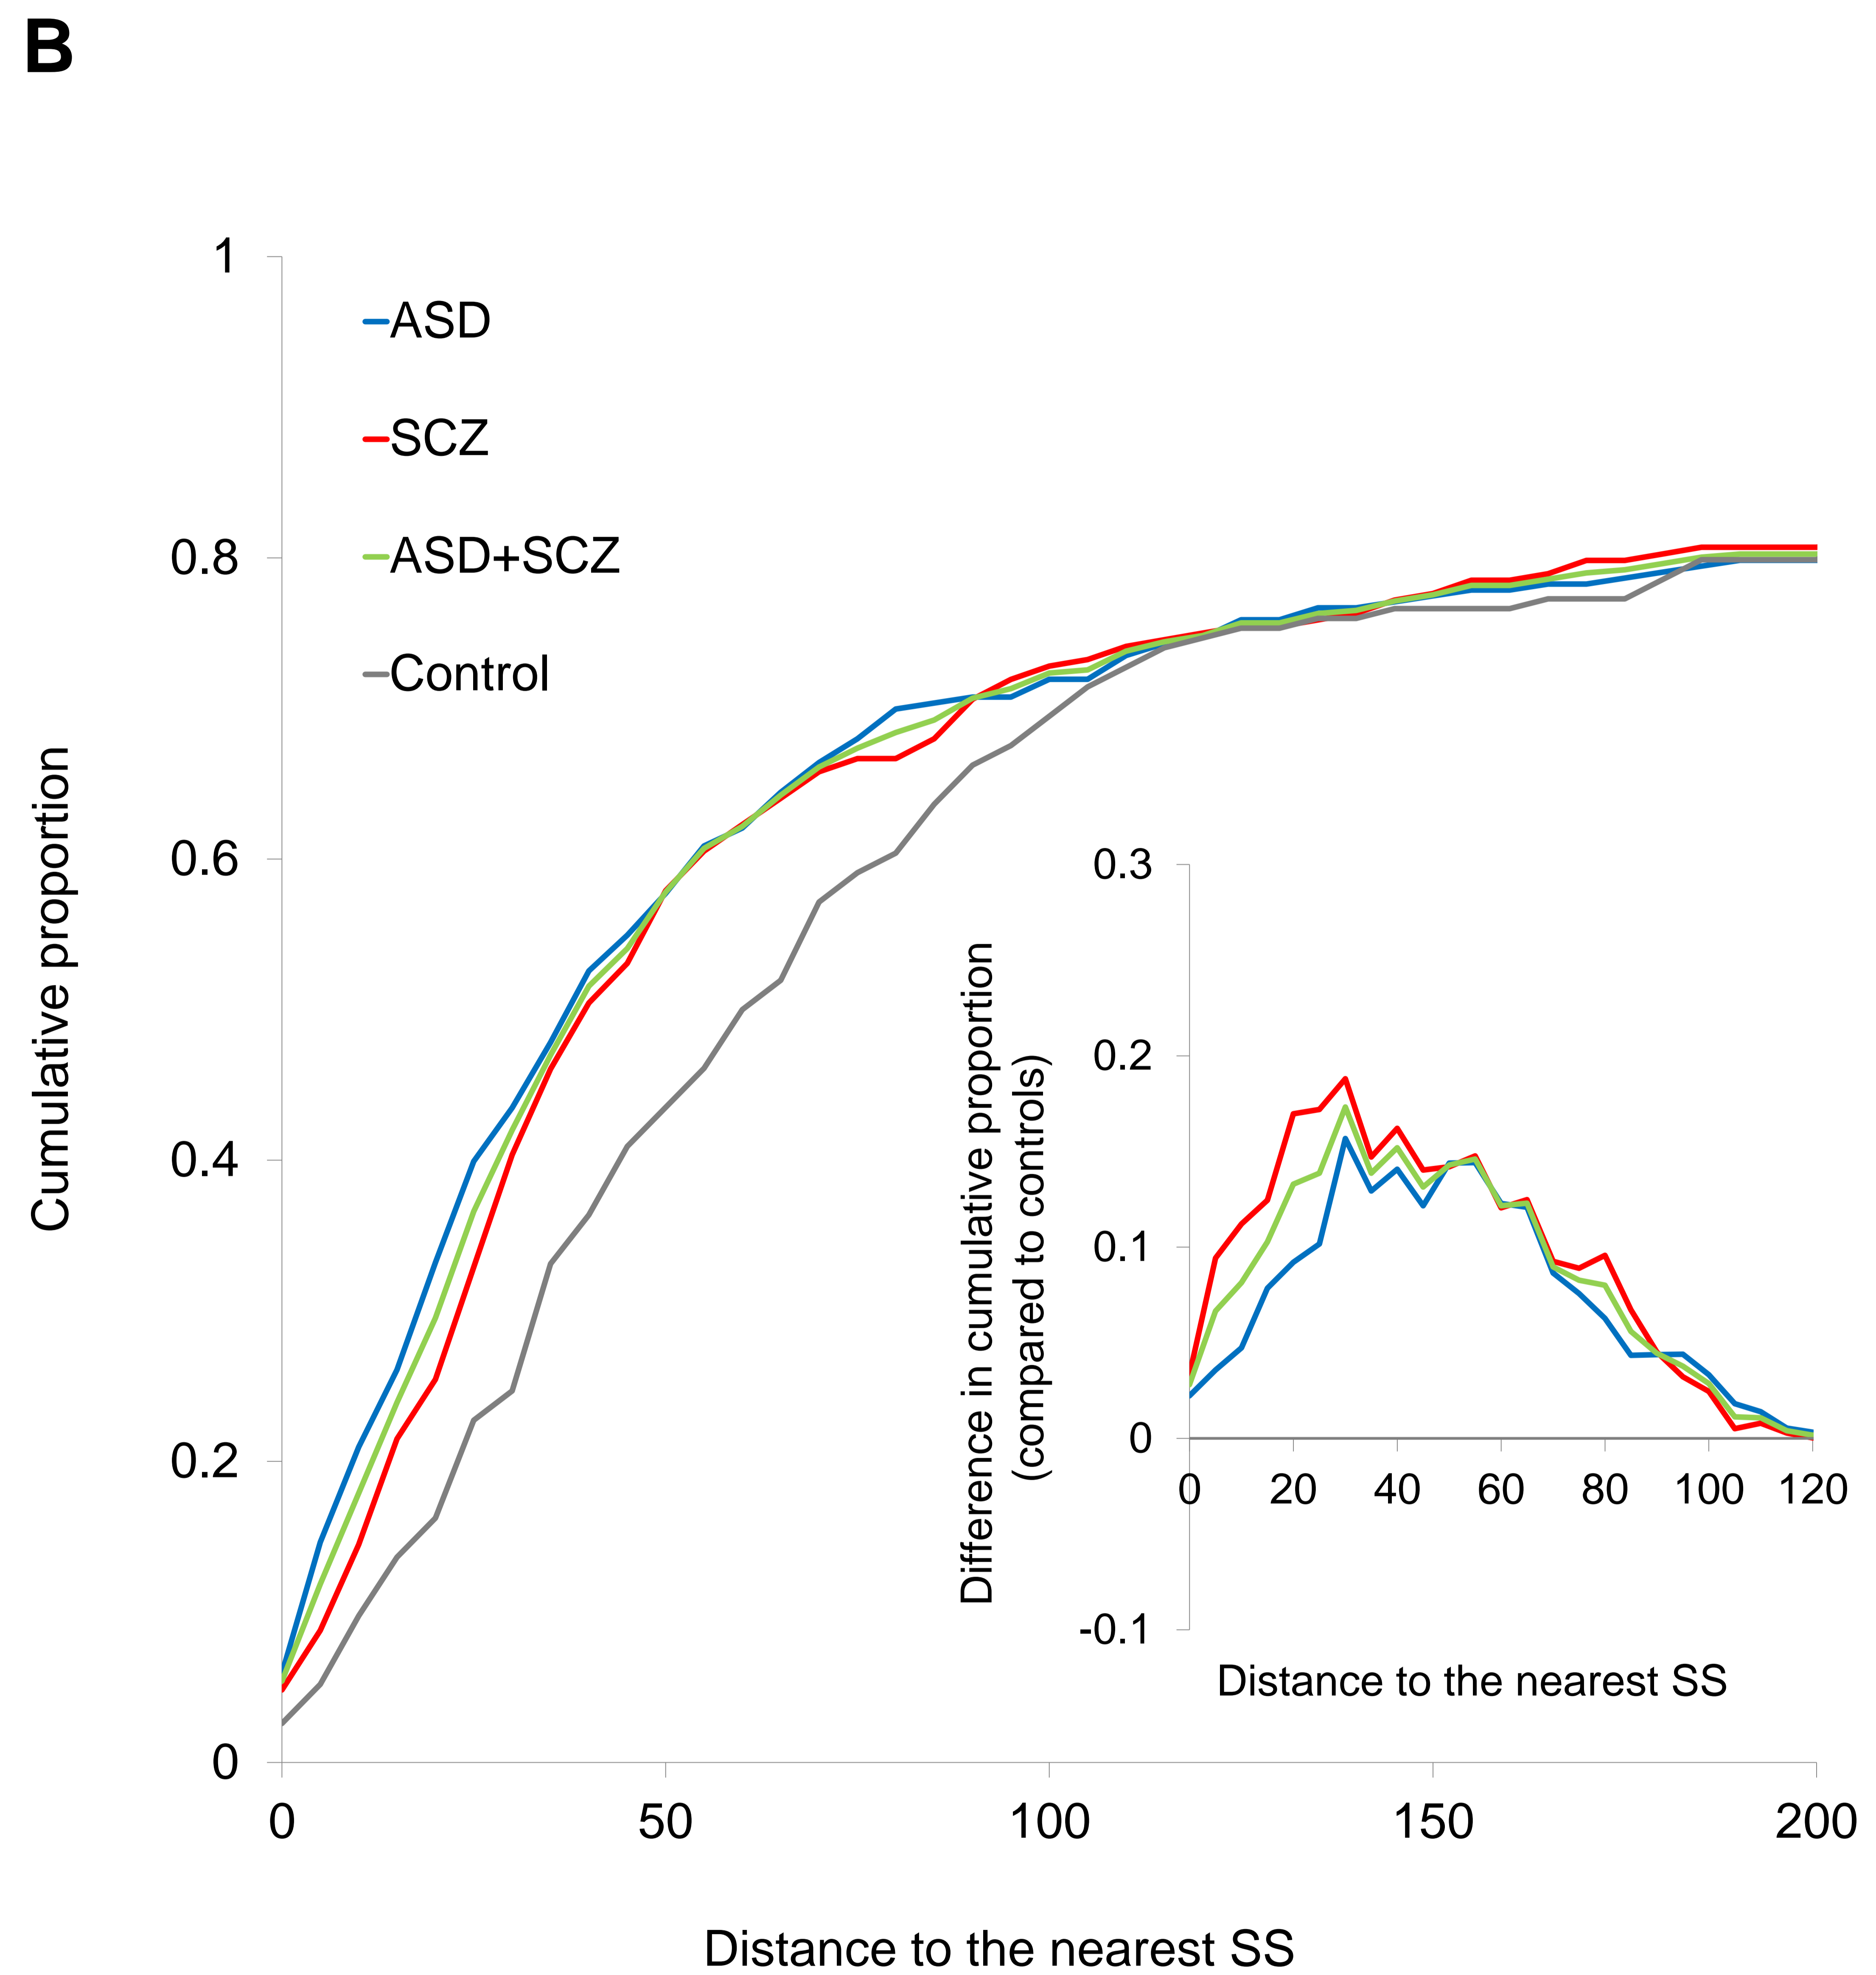 B
1
0.8
0.6
0.4
0.2
0
Cumulative proportion
ASD
SCZ
ASD+SCZ
Control
0 50 100 150 200
Distance to the nearest SS
0.3
0.2
0.1
0
-0.1
Difference in cumulative proportion
(compared to controls)
0 20 40 60 80 100 120
Distance to the nearest SS